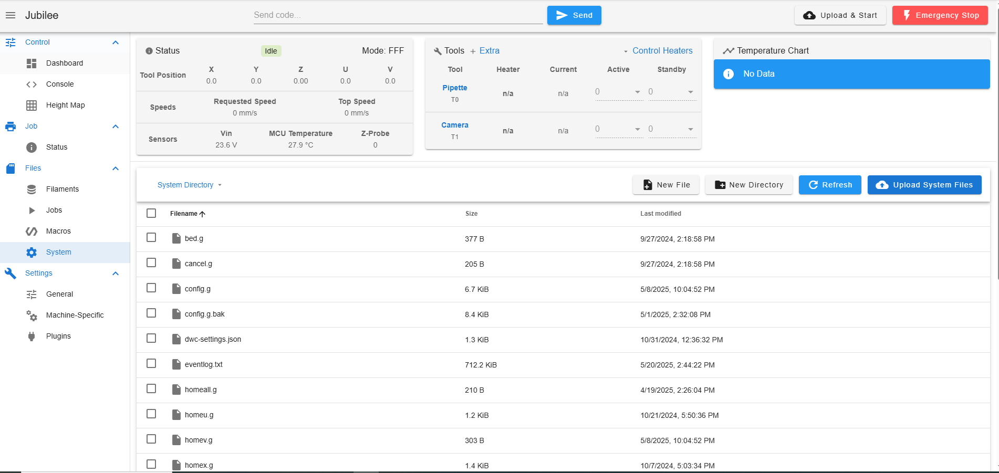 Jubilee
Send code...
Send
Upload & Start
Emergency Stop
Control
Dashboard
Console
Height Map
Job
Status
Files
Filaments
Jobs
Macros
System
Settings
General
Machine-Specific
Plugins
Status Idle Mode: FFF
Tool Position X Y Z U V
0.0 0.0 0.00 0.0 0.0
Speeds Requested Speed Top Speed
0 mm/s 0 mm/s
Sensors Vin MCU Temperature Z-Probe
23.6 V 27.9 °C 0
Tools + Extra Control Heaters
Tool Heater Current Active Standby
Pipette n/a n/a 0 0
T0
Camera n/a n/a 0 0
T1
Temperature Chart
No Data
System Directory New File New Directory Refresh Upload System Files
Filename Size Last modified
bed.g 377 B 9/27/2024, 2:18:58 PM
cancel.g 205 B 9/27/2024, 2:18:58 PM
config.g 6.7 KiB 5/8/2025, 10:04:52 PM
config.g.bak 8.4 KiB 5/1/2025, 2:32:08 PM
dwc-settings.json 1.3 KiB 10/31/2024, 12:36:32 PM
eventlog.txt 712.2 KiB 5/20/2025, 2:44:22 PM
homeall.g 210 B 4/19/2025, 2:26:04 PM
homeu.g 1.2 KiB 10/21/2024, 5:50:36 PM
homev.g 303 B 5/8/2025, 10:04:52 PM
homex.g 1.4 KiB 10/7/2024, 5:03:34 PM